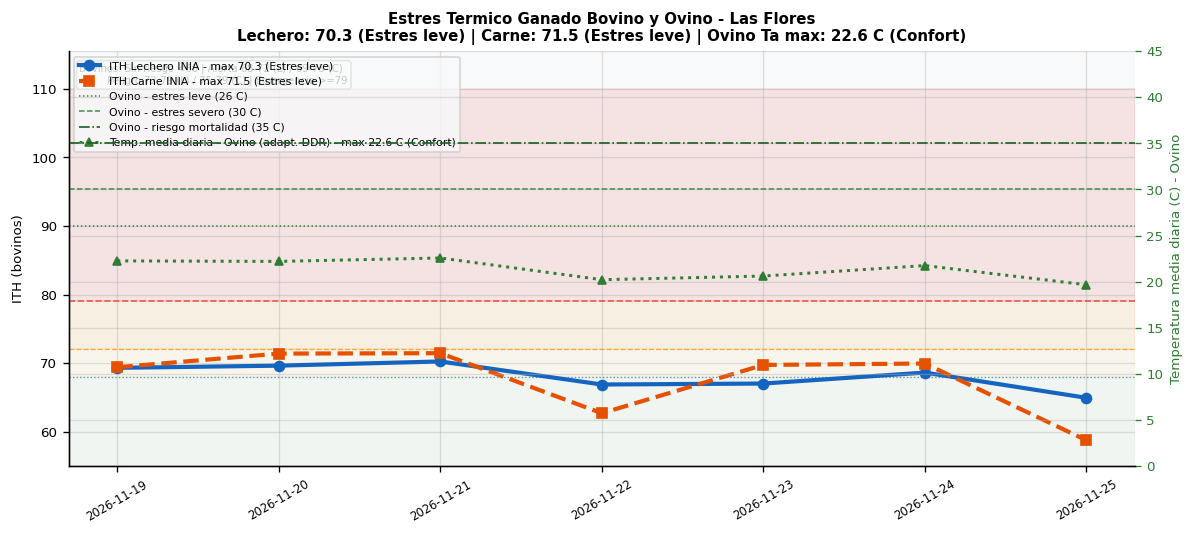 Estres Termico Ganado Bovino y Ovino - Las Flores
Lechero: 70.3 (Estres leve) | Carne: 71.5 (Estres leve) | Ovino Ta max: 22.6 C (Confort)
ITH Lechero INIA - max 70.3 (Estres leve)
ITH Carne INIA - max 71.5 (Estres leve)
Ovino - estres leve (26 C)
Ovino - estres severo (30 C)
Ovino - riesgo mortalidad (35 C)
Temp. media diaria - Ovino (adapt. DDR) - max 22.6 C (Confort)
ITH (bovinos)
110
100
90
80
70
60
45
40
35
30
25
20
15
10
5
0
Temperatura media diaria (C) - Ovino
2026-11-19
2026-11-20
2026-11-21
2026-11-22
2026-11-23
2026-11-24
2026-11-25